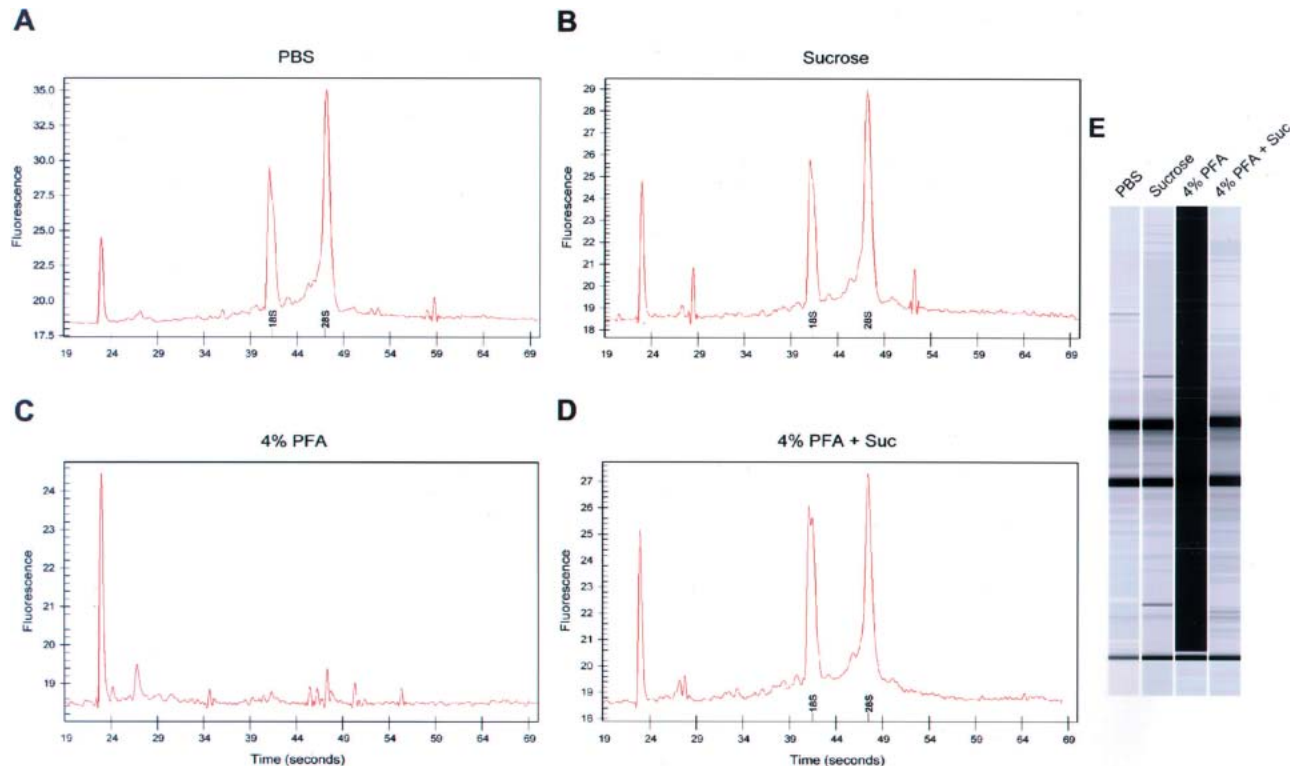 A
PBS
Fluorescence
35.0
32.5
30.0
27.5
25.0
22.5
20.0
17.5
18S
28S
19 24 29 34 39 44 49 54 59 64 69
B
Sucrose
Fluorescence
29
28
27
26
25
24
23
22
21
20
19
18
18S
28S
19 24 29 34 39 44 49 54 59 64 69
C
4% PFA
Fluorescence
24
23
22
21
20
19
18
19 24 29 34 39 44 49 54 59 64 69
Time (seconds)
D
4% PFA + Suc
Fluorescence
27
26
25
24
23
22
21
20
19
18
18S
28S
19 24 29 34 39 44 49 54 59 64 69
Time (seconds)
E
PBS
Sucrose
4% PFA
4% PFA + Suc